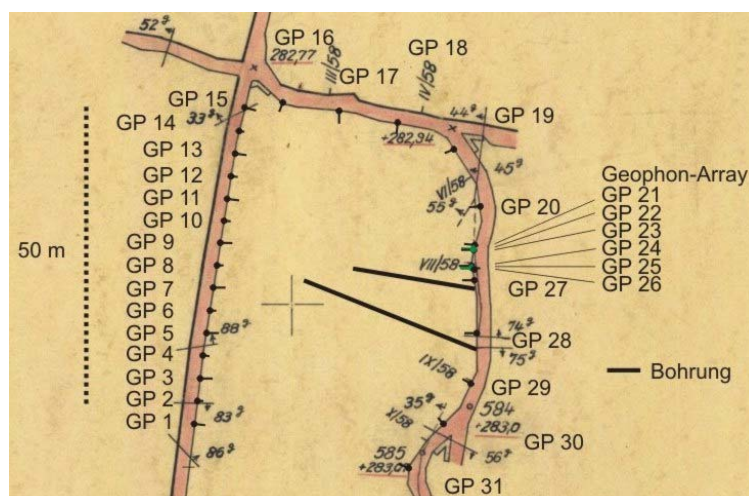 52 g
GP 16
282,77
III/58
GP 18
GP 17
IV/58
GP 15
33 g
44 g
GP 19
GP 14
+282,94
GP 13
45 g
Geophon-Array
GP 12
VI/58
GP 21
GP 11
55 g
GP 20
GP 22
GP 10
GP 23
50 m
GP 9
GP 24
GP 8
VII/58
GP 25
GP 7
GP 27
GP 26
GP 6
GP 5
88 g
74 g
GP 28
GP 4
75 g
GP 3
IX/58
GP 29
Bohrung
GP 2
35 g
584
GP 1
83 g
X/58
+283,0
GP 30
86 g
585
56 g
+283,0
GP 31